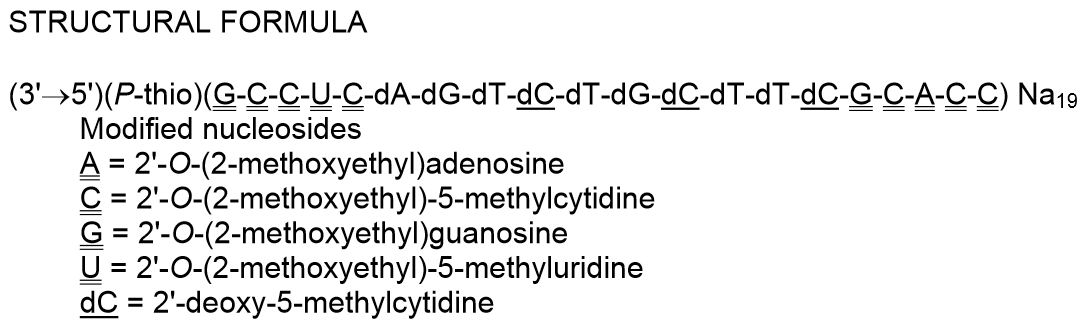 STRUCTURAL FORMULA
(3'→5')(P-thio)(G-C-C-U-C-dA-dG-dT-dC-dT-dG-dC-dT-dT-dC-G-C-A-C-C) Na₁₉
Modified nucleosides
A = 2'-O-(2-methoxyethyl)adenosine
C = 2'-O-(2-methoxyethyl)-5-methylcytidine
G = 2'-O-(2-methoxyethyl)guanosine
U = 2'-O-(2-methoxyethyl)-5-methyluridine
dC = 2'-deoxy-5-methylcytidine